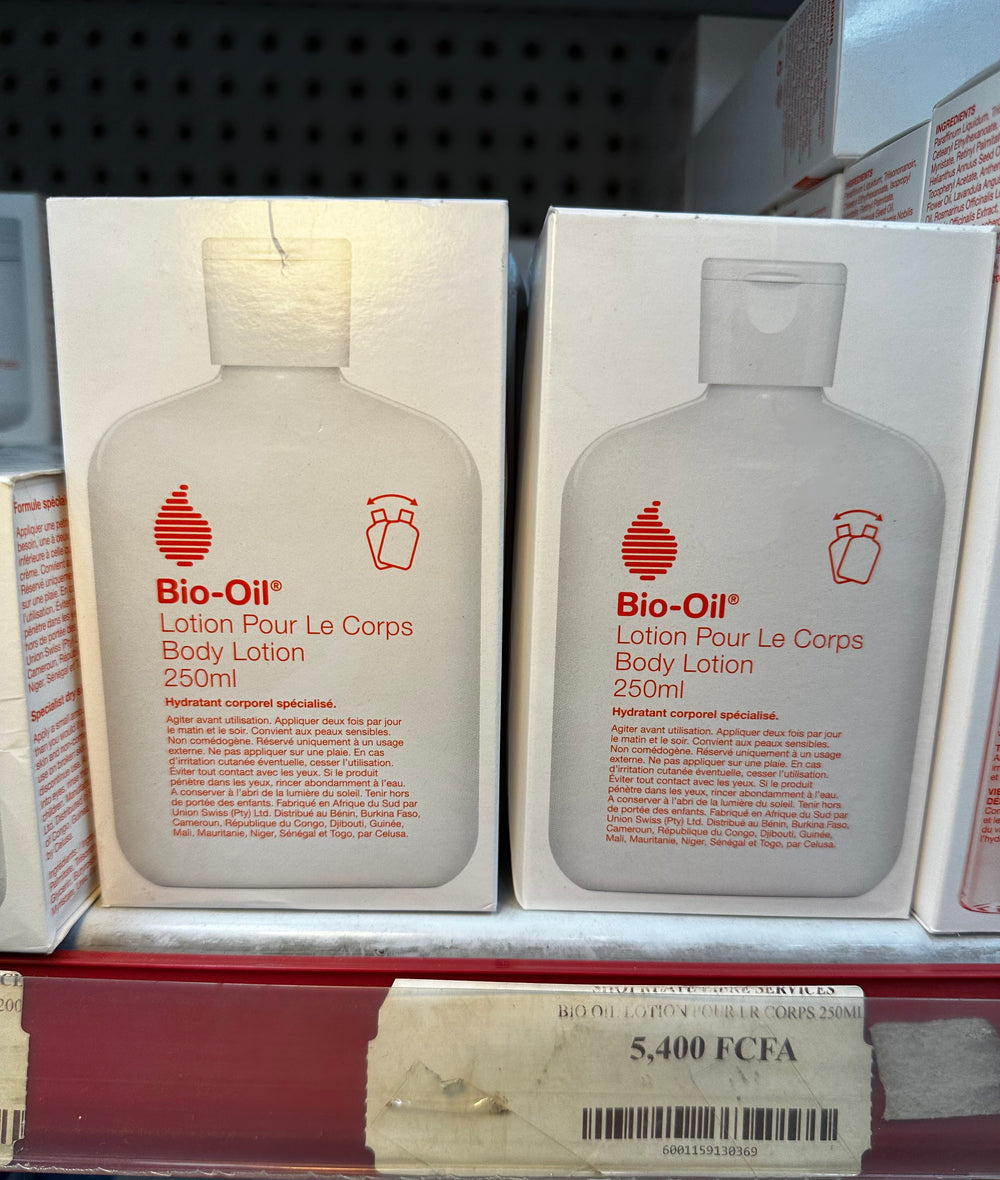 INGREDIENTS
Paraffinum Liquidum,
INGREDIENTS
Bio-Oil®
Lotion Pour Le Corps
Body Lotion
250ml
Hydratant corporel spécialisé.
Agiter avant utilisation. Appliquer deux fois par jour
le matin et le soir. Convient aux peaux sensibles.
Non comédogène. Réservé uniquement à un usage
externe. Ne pas appliquer sur une plaie. En cas
d'irritation cutanée éventuelle, cesser l'utilisation.
Éviter tout contact avec les yeux. Si le produit
pénètre dans les yeux, rincer abondamment à l'eau.
A conserver à l'abri de la lumière du soleil. Tenir hors
de portée des enfants. Fabriqué en Afrique du Sud par
Union Swiss (Pty) Ltd. Distribué au Bénin, Burkina Faso,
Cameroun, République du Congo, Djibouti, Guinée,
Mali, Mauritanie, Niger, Sénégal et Togo, par Celusa.
Bio-Oil®
Lotion Pour Le Corps
Body Lotion
250ml
Hydratant corporel spécialisé.
Agiter avant utilisation. Appliquer deux fois par jour
le matin et le soir. Convient aux peaux sensibles.
Non comédogène. Réservé uniquement à un usage
externe. Ne pas appliquer sur une plaie. En cas
d'irritation cutanée éventuelle, cesser l'utilisation.
Éviter tout contact avec les yeux. Si le produit
pénètre dans les yeux, rincer abondamment à l'eau.
A conserver à l'abri de la lumière du soleil. Tenir hors
de portée des enfants. Fabriqué en Afrique du Sud par
Union Swiss (Pty) Ltd. Distribué au Bénin, Burkina Faso,
Cameroun, République du Congo, Djibouti, Guinée,
Mali, Mauritanie, Niger, Sénégal et Togo, par Celusa.
BIO OIL LOTION POUR LR CORPS 250ML
5,400 FCFA
6001159130369